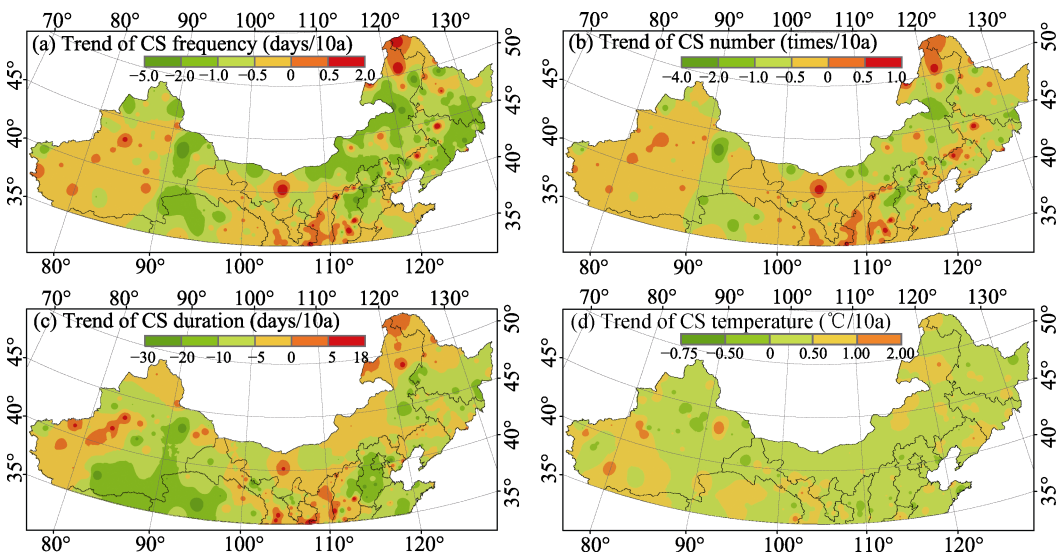 70° 80° 90° 100° 110° 120° 130°
(a) Trend of CS frequency (days/10a)
−5.0 −2.0 −1.0 −0.5 0 0.5 2.0
50°
45°
40°
35°
45°
40°
35°
80° 90° 100° 110° 120°
70° 80° 90° 100° 110° 120° 130°
(b) Trend of CS number (times/10a)
−4.0 −2.0 −1.0 −0.5 0 0.5 1.0
50°
45°
40°
35°
45°
40°
35°
80° 90° 100° 110° 120°
70° 80° 90° 100° 110° 120° 130°
(c) Trend of CS duration (days/10a)
−30 −20 −10 −5 0 5 18
50°
45°
40°
35°
45°
40°
35°
80° 90° 100° 110° 120°
70° 80° 90° 100° 110° 120° 130°
(d) Trend of CS temperature (℃/10a)
−0.75 −0.50 0 0.50 1.00 2.00
50°
45°
40°
35°
45°
40°
35°
80° 90° 100° 110° 120°